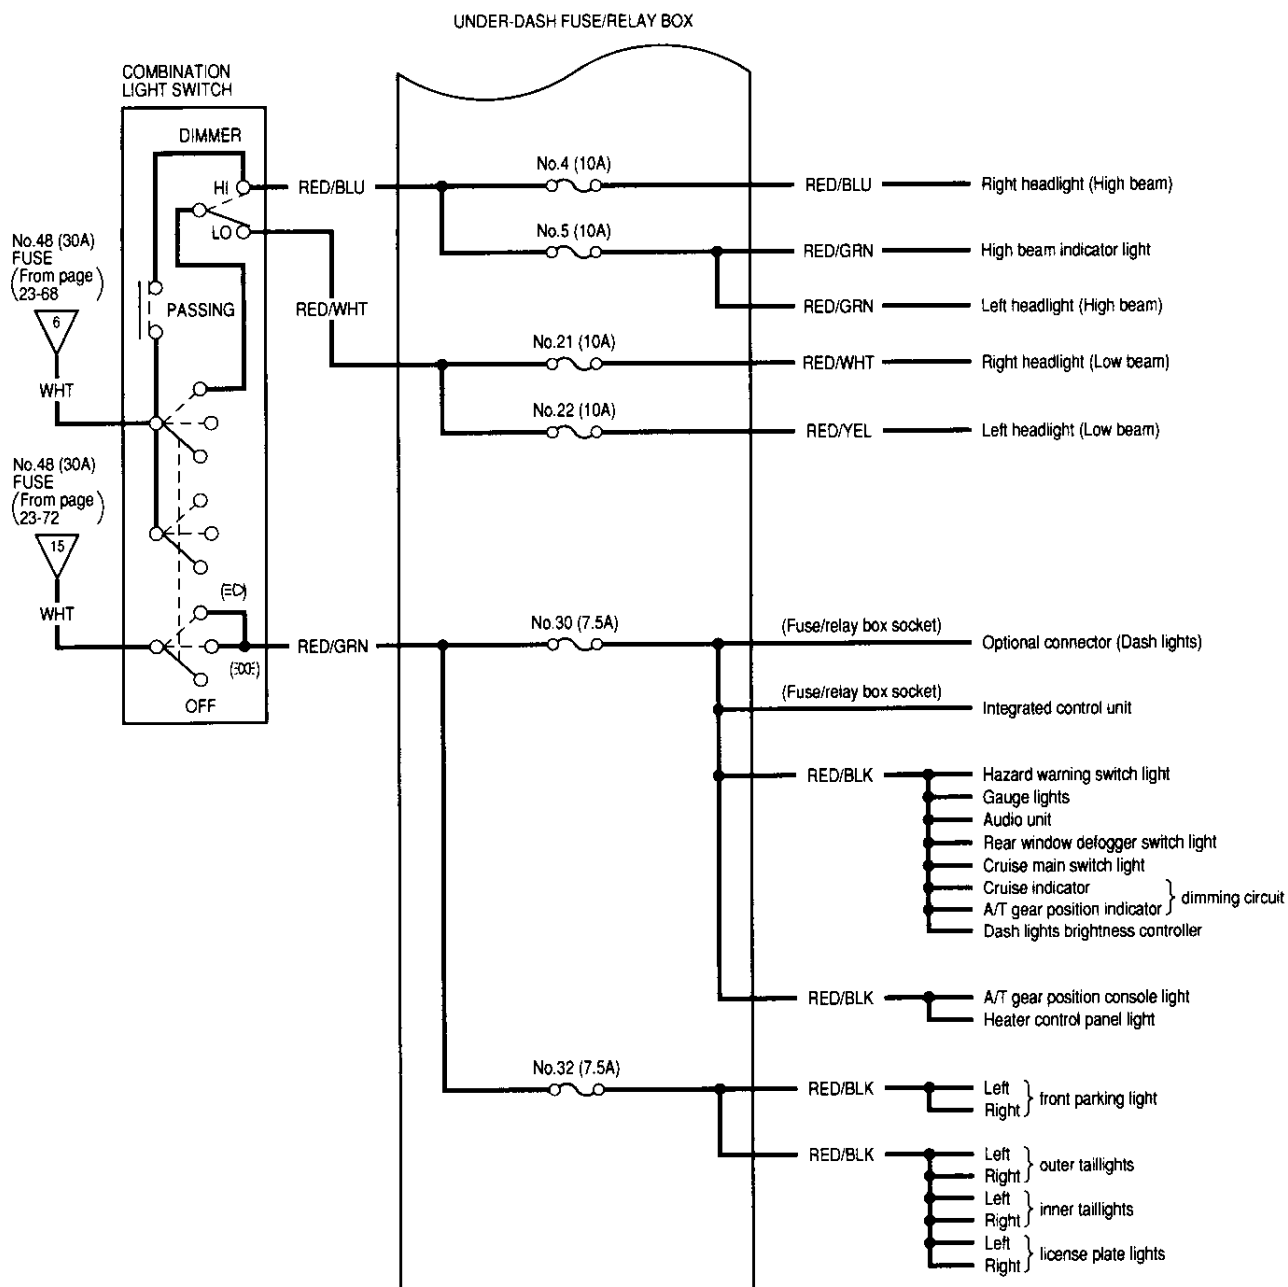 UNDER-DASH FUSE/RELAY BOX
COMBINATION
LIGHT SWITCH
DIMMER
HI
LO
No.48 (30A)
FUSE
(From page
23-68)
6
WHT
PASSING
No.48 (30A)
FUSE
(From page
23-72)
15
WHT
OFF
RED/BLU
RED/WHT
RED/GRN
No.4 (10A)
RED/BLU
Right headlight (High beam)
No.5 (10A)
RED/GRN
High beam indicator light
RED/GRN
Left headlight (High beam)
No.21 (10A)
RED/WHT
Right headlight (Low beam)
No.22 (10A)
RED/YEL
Left headlight (Low beam)
No.30 (7.5A)
(Fuse/relay box socket)
Optional connector (Dash lights)
(Fuse/relay box socket)
Integrated control unit
RED/BLK
Hazard warning switch light
Gauge lights
Audio unit
Rear window defogger switch light
Cruise main switch light
Cruise indicator
A/T gear position indicator
dimming circuit
Dash lights brightness controller
RED/BLK
A/T gear position console light
Heater control panel light
No.32 (7.5A)
RED/BLK
Left
Right
front parking light
RED/BLK
Left
Right
outer taillights
Left
Right
inner taillights
Left
Right
license plate lights